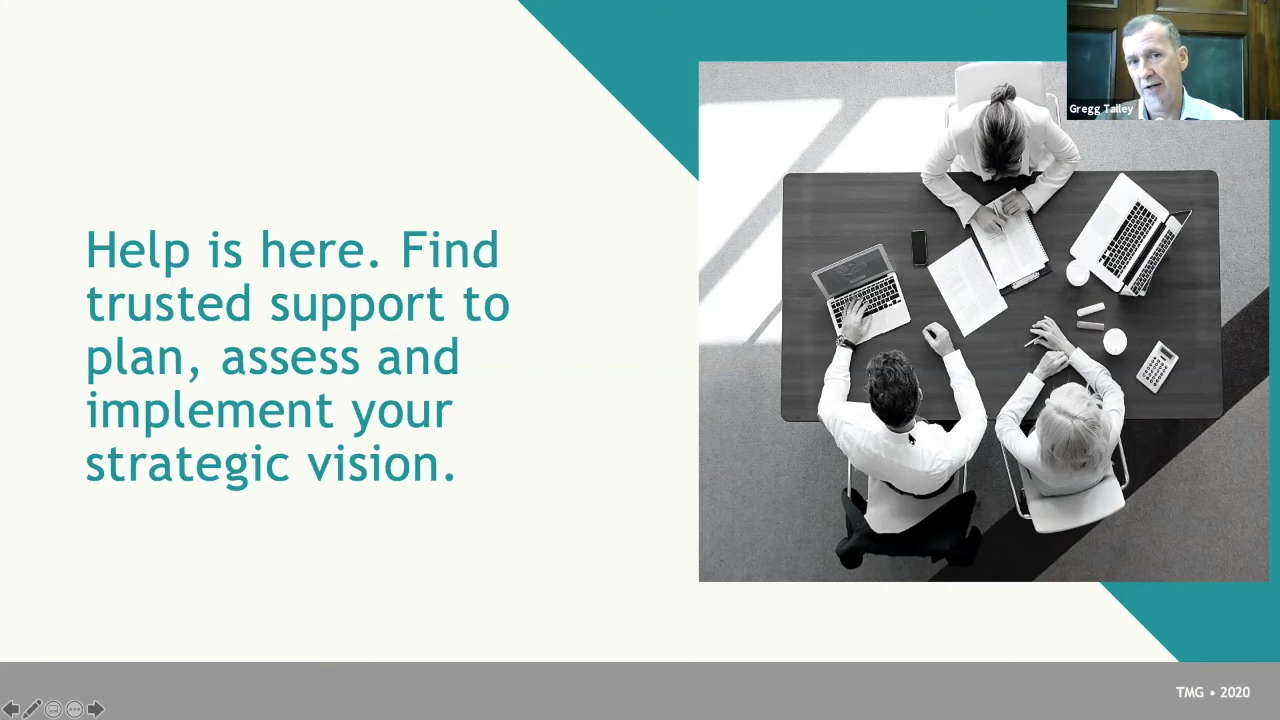 Gregg Talley
Help is here. Find
trusted support to
plan, assess and
implement your
strategic vision.
TMG • 2020